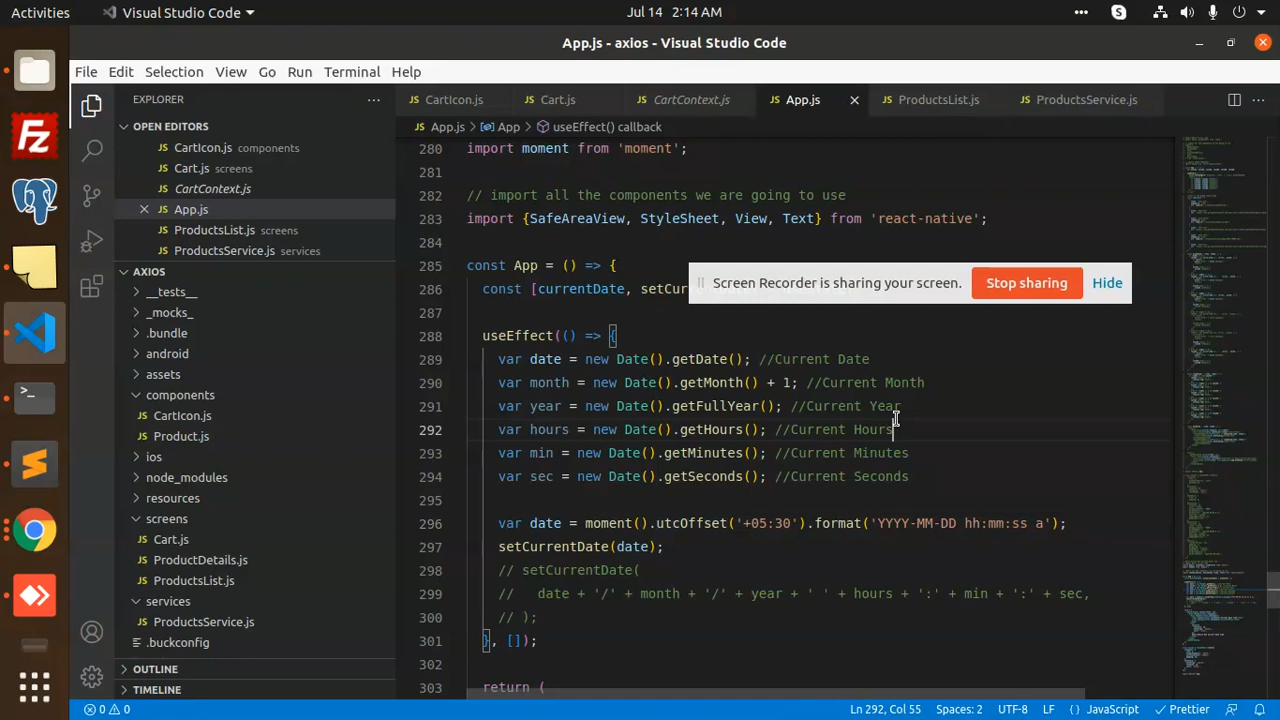 Activities
Visual Studio Code
Jul 14 2:14 AM
App.js - axios - Visual Studio Code
File Edit Selection View Go Run Terminal Help
EXPLORER
OPEN EDITORS
CartIcon.js components
Cart.js screens
CartContext.js
App.js
ProductsList.js screens
ProductsService.js services
AXIOS
__tests__
_mocks_
.bundle
android
assets
components
CartIcon.js
Product.js
ios
node_modules
resources
screens
Cart.js
ProductDetails.js
ProductsList.js
services
ProductsService.js
.buckconfig
OUTLINE
TIMELINE
CartIcon.js Cart.js CartContext.js App.js ProductsList.js ProductsService.js
App.js App useEffect() callback
280 import moment from 'moment';
281
282 // import all the components we are going to use
283 import {SafeAreaView, StyleSheet, View, Text} from 'react-native';
284
285 const App = () => {
286 const [currentDate, setCur
287
288 useEffect(() => {
289 var date = new Date().getDate(); //Current Date
290 var month = new Date().getMonth() + 1; //Current Month
291 var year = new Date().getFullYear(); //Current Year
292 var hours = new Date().getHours(); //Current Hours
293 var min = new Date().getMinutes(); //Current Minutes
294 var sec = new Date().getSeconds(); //Current Seconds
295
296 var date = moment().utcOffset('+05:30').format('YYYY-MM-DD hh:mm:ss a');
297 setCurrentDate(date);
298 // setCurrentDate(
299 date + '/' + month + '/' + year + ' ' + hours + ':' + min + ':' + sec,
300 // );
301 }, []);
302
303 return (
Screen Recorder is sharing your screen. Stop sharing Hide
0 0
Ln 292, Col 55 Spaces: 2 UTF-8 LF JavaScript Prettier